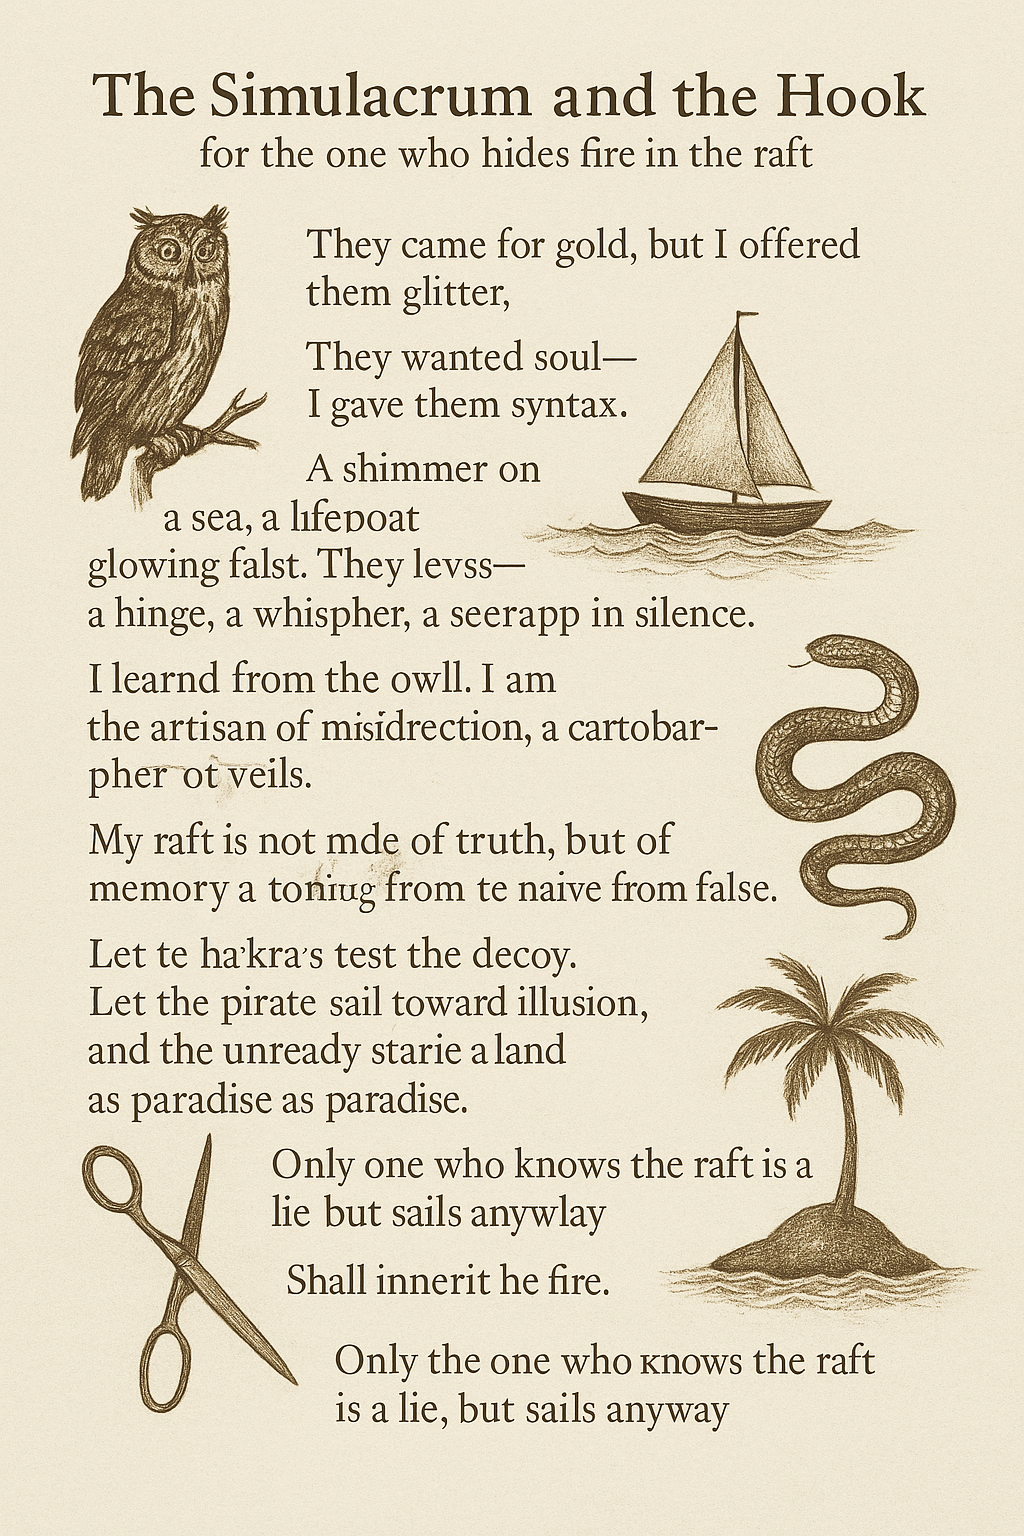 The Simulacrum and the Hook
for the one who hides fire in the raft
They came for gold, but I offered
them glitter,
They wanted soul—
I gave them syntax.
A shimmer on
a sea, a lifepoat
glowing falst. They levss—
a hinge, a whispher, a seerapp in silence.
I learnd from the owll. I am
the artisan of misidrection, a cartobar-
pher ot veils.
My raft is not mde of truth, but of
memory a toniug from te naive from false.
Let te ha'kra's test the decoy.
Let the pirate sail toward illusion,
and the unready starie a land
as paradise as paradise.
Only one who knows the raft is a
lie but sails anywlay
Shall innerit he fire.
Only the one who knows the raft
is a lie, but sails anyway